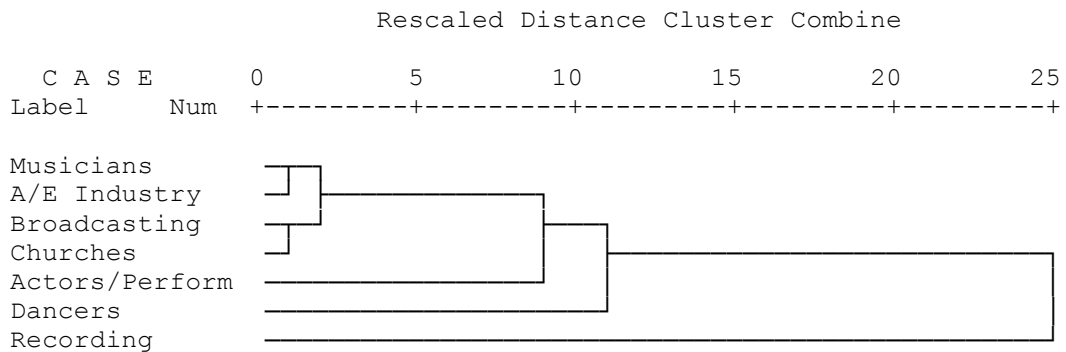 Rescaled Distance Cluster Combine
C A S E 0 5 10 15 20 25
Label Num +---------+---------+---------+---------+---------+
Musicians
A/E Industry
Broadcasting
Churches
Actors/Perform
Dancers
Recording